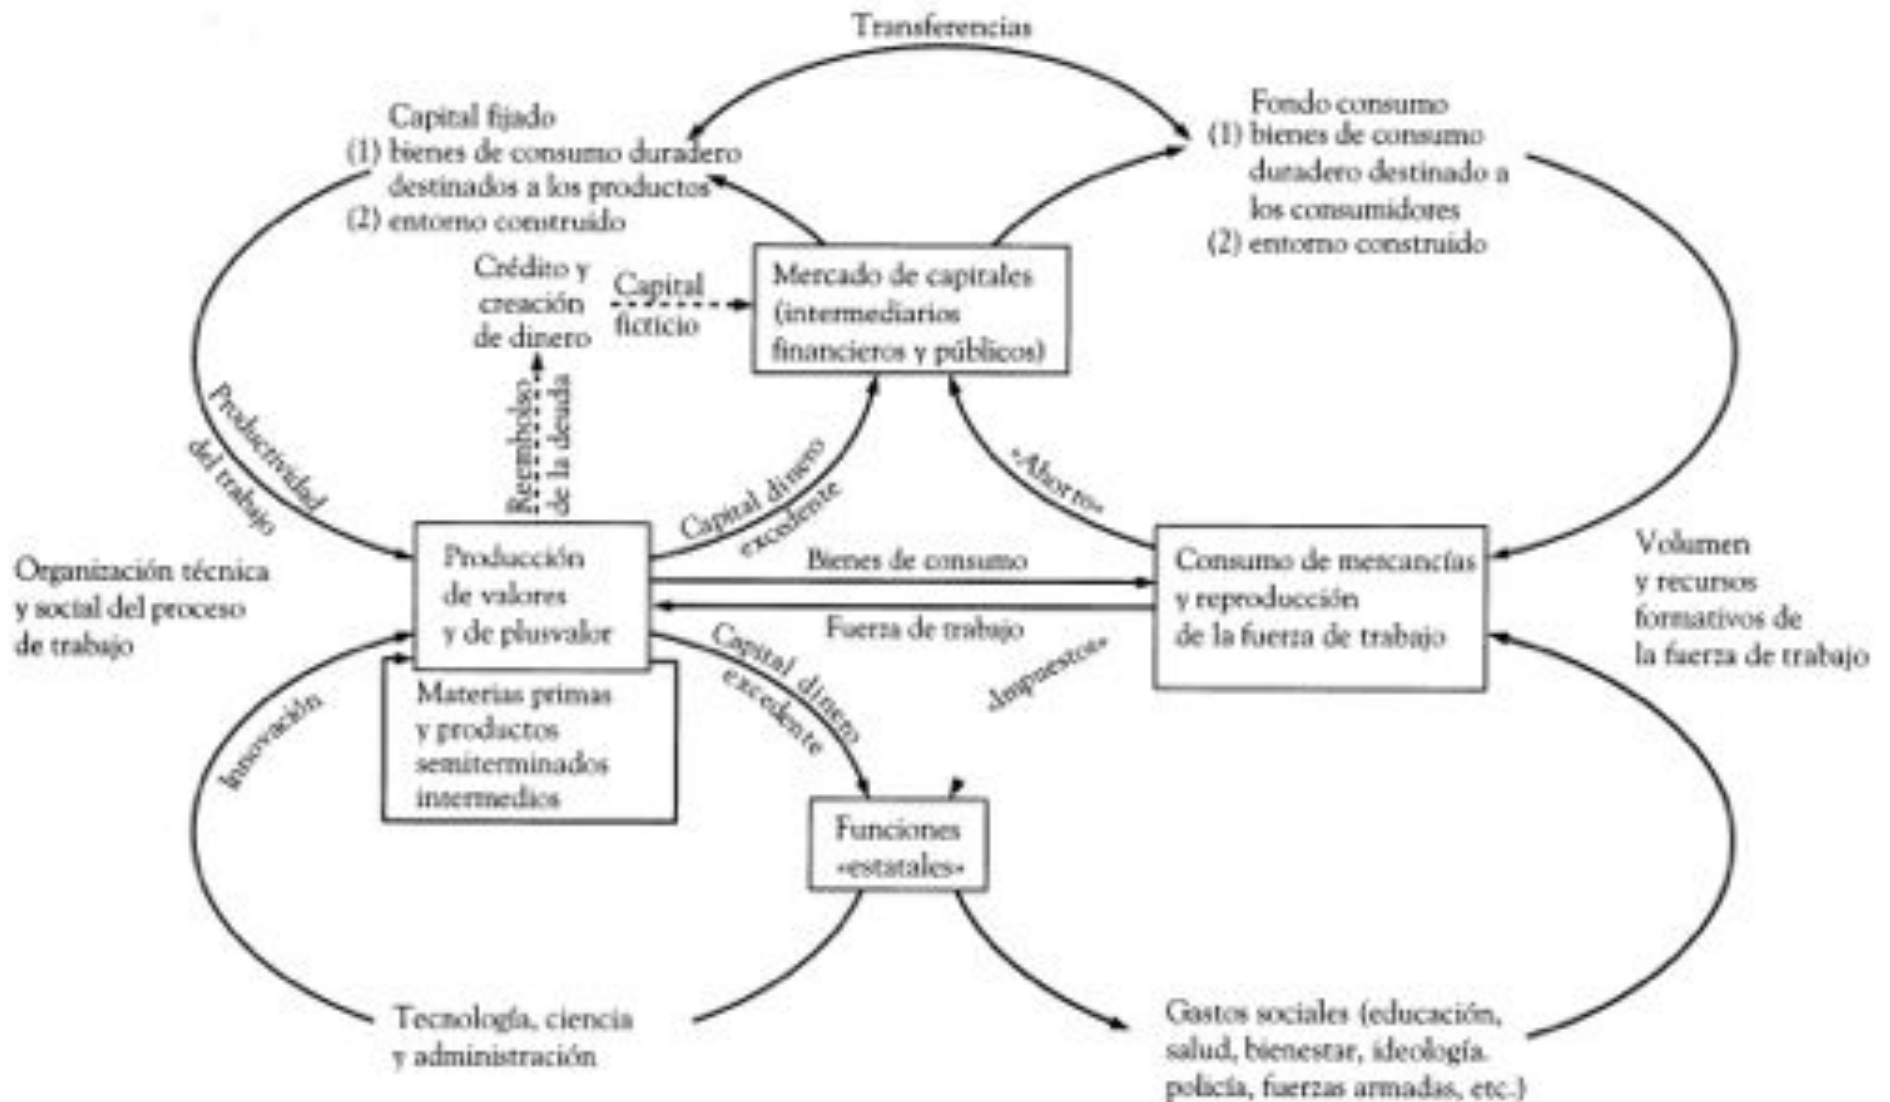 Transferencias
Capital fijado
(1) bienes de consumo duradero
destinados a los productos
(2) entorno construido
Fondo consumo
(1) bienes de consumo
duradero destinado a
los consumidores
(2) entorno construido
Crédito y
creación
de dinero
Capital
ficticio
Mercado de capitales
(intermediarios
financieros y públicos)
Reembolso
de la deuda
Productividad
del trabajo
Capital dinero
excedente
«Ahorro»
Organización técnica
y social del proceso
de trabajo
Producción
de valores
y de plusvalor
Bienes de consumo
Fuerza de trabajo
Consumo de mercancías
y reproducción
de la fuerza de trabajo
Volumen
y recursos
formativos de
la fuerza de trabajo
Capital dinero
excedente
«Impuestos»
Innovación
Materias primas
y productos
semiterminados
intermedios
Funciones
«estatales»
Tecnología, ciencia
y administración
Gastos sociales (educación,
salud, bienestar, ideología.
policía, fuerzas armadas, etc.)